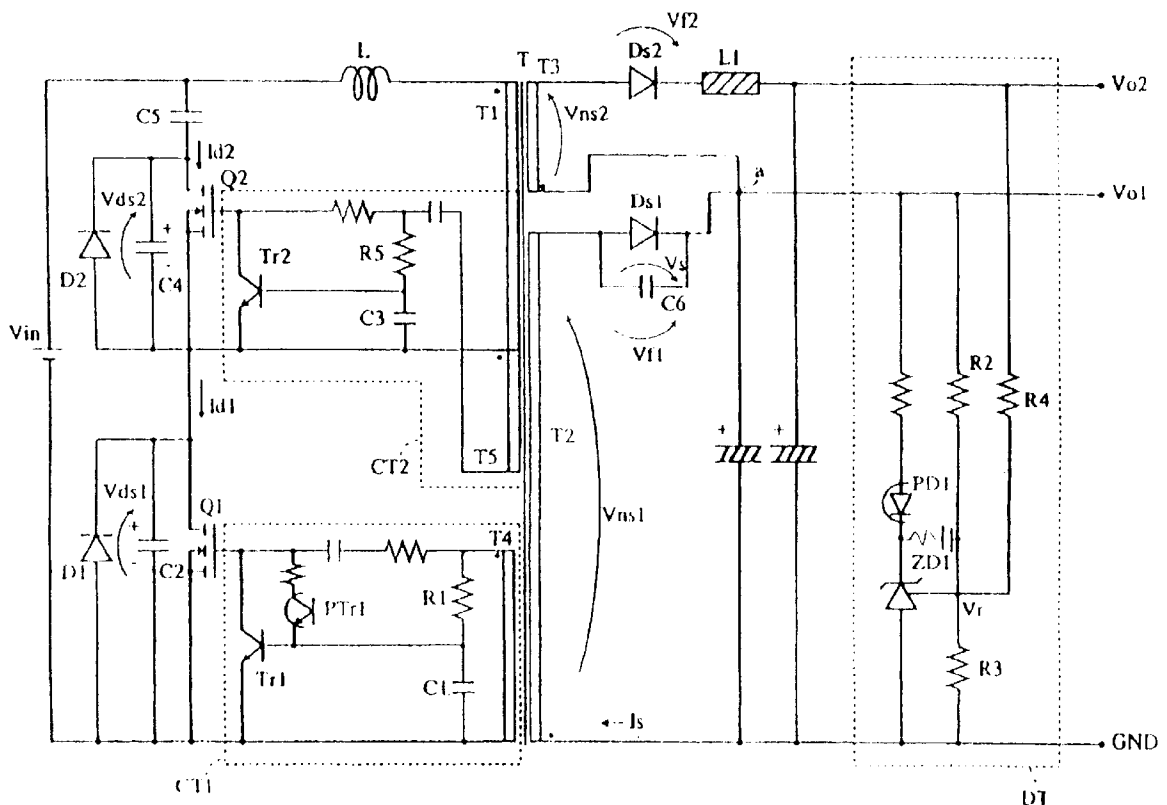 Vf2
L
T
T3
Ds2
L1
Vo2
C5
T1
Vns2
Id2
Q2
a
Vo1
Vds2
+
-
Ds1
R5
Vs
D2
C4
Tr2
C3
C6
Vin
Vf1
R2
R4
Id1
T2
+
+
T5
CT2
PD1
Vds1
+
-
Q1
Vns1
T4
ZD1
D1
C2
PTr1
R1
Vr
R3
Tr1
C1
Is
GND
CT1
DT